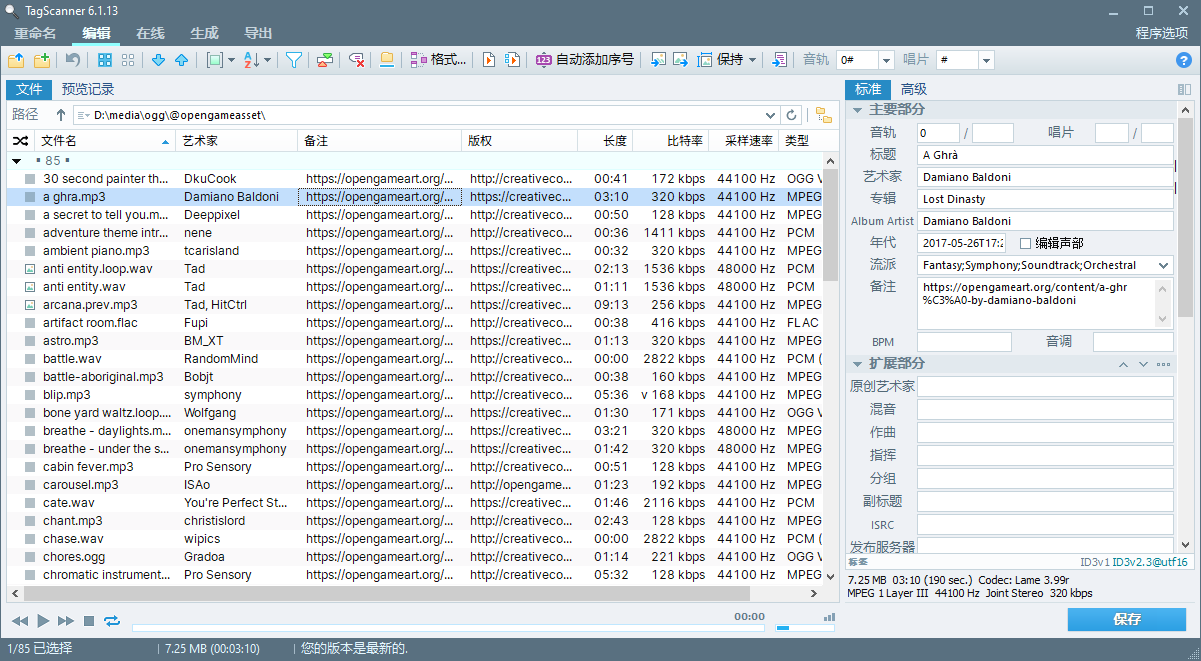 TagScanner 6.1.13
重命名 编辑 在线 生成 导出 程序选项
格式... 自动添加序号 保持 音轨 0# 唱片 #
文件 预览记录
路径 D:\media\ogg\@opengameasset\
文件名 艺术家 备注 版权 长度 比特率 采样速率 类型
▪ 85 ▪
30 second painter th... DkuCook https://opengameart.org/... http://creativeco... 00:41 172 kbps 44100 Hz OGG V
a ghra.mp3 Damiano Baldoni https://opengameart.org/... http://creativec... 03:10 320 kbps 44100 Hz MPEG
a secret to tell you.m... Deeppixel https://opengameart.org/... http://creativec... 00:50 128 kbps 44100 Hz MPEG
adventure theme intr... nene https://opengameart.org/... http://creativec... 00:36 1411 kbps 44100 Hz PCM
ambient piano.mp3 tcarisland https://opengameart.org/... http://creativec... 00:32 320 kbps 44100 Hz MPEG
anti entity.loop.wav Tad https://opengameart.org/... http://creativec... 02:13 1536 kbps 48000 Hz PCM
anti entity.wav Tad https://opengameart.org/... http://creativec... 01:11 1536 kbps 48000 Hz PCM
arcana.prev.mp3 Tad, HitCtrl https://opengameart.org/... http://creativec... 09:13 256 kbps 44100 Hz MPEG
artifact room.flac Fupi https://opengameart.org/... http://creativec... 00:38 416 kbps 44100 Hz FLAC
astro.mp3 BM_XT https://opengameart.org/... http://creativec... 01:13 320 kbps 44100 Hz MPEG
battle.wav RandomMind https://opengameart.org/... http://creativeco... 00:00 2822 kbps 44100 Hz PCM (
battle-aboriginal.mp3 Bobjt https://opengameart.org/... http://creativeco... 00:38 160 kbps 44100 Hz MPEG
blip.mp3 symphony https://opengameart.org/... http://creativeco... 05:36 v 168 kbps 44100 Hz MPEG
bone yard waltz.loop.... Wolfgang https://opengameart.org/... http://creativec... 01:30 171 kbps 44100 Hz OGG V
breathe - daylights.m... onemansymphony https://opengameart.org/... http://creativec... 03:21 320 kbps 48000 Hz MPEG
breathe - under the s... onemansymphony https://opengameart.org/... http://creativec... 01:42 320 kbps 48000 Hz MPEG
cabin fever.mp3 Pro Sensory https://opengameart.org/... http://creativec... 00:51 128 kbps 44100 Hz MPEG
carousel.mp3 ISAo https://opengameart.org/... http://opengame... 01:23 192 kbps 44100 Hz MPEG
cate.wav You're Perfect St... https://opengameart.org/... http://creativeco... 01:46 2116 kbps 44100 Hz PCM
chant.mp3 christislord https://opengameart.org/... http://creativeco... 02:43 128 kbps 44100 Hz MPEG
chase.wav wipics https://opengameart.org/... http://creativeco... 00:00 2822 kbps 44100 Hz PCM (
chores.ogg Gradoa https://opengameart.org/... http://creativec... 01:14 221 kbps 44100 Hz OGG V
chromatic instrument... Pro Sensory https://opengameart.org/... http://creativec... 05:32 128 kbps 44100 Hz MPEG
00:00
标准 高级
主要部分
音轨 0 / 唱片 /
标题 A Ghrà
艺术家 Damiano Baldoni
专辑 Lost Dinasty
Album Artist Damiano Baldoni
年代 2017-05-26T17:2 编辑声部
流派 Fantasy;Symphony;Soundtrack;Orchestral
备注 https://opengameart.org/content/a-ghr
%C3%A0-by-damiano-baldoni
BPM 音调
扩展部分
原创艺术家
混音
作曲
指挥
分组
副标题
ISRC
发布服务器
标签 ID3v1 ID3v2.3@utf16
7.25 MB 03:10 (190 sec.) Codec: Lame 3.99r
MPEG 1 Layer III 44100 Hz Joint Stereo 320 kbps
保存
1/85 已选择 7.25 MB (00:03:10) 您的版本是最新的.